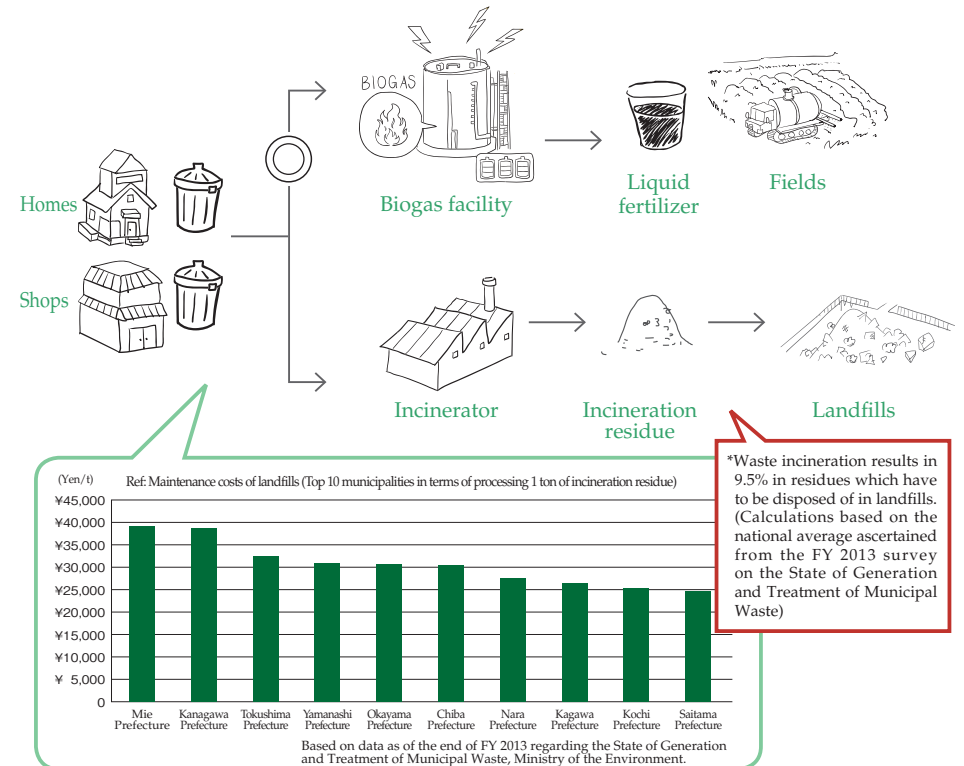 BIOGAS
Homes
Shops
Biogas facility
Liquid
fertilizer
Fields
Incinerator
Incineration
residue
Landfills
*Waste incineration results in
9.5% in residues which have
to be disposed of in landfills.
(Calculations based on the
national average ascertained
from the FY 2013 survey
on the State of Generation
and Treatment of Municipal
Waste)
(Yen/t)
Ref: Maintenance costs of landfills (Top 10 municipalities in terms of processing 1 ton of incineration residue)
¥45,000
¥40,000
¥35,000
¥30,000
¥25,000
¥20,000
¥15,000
¥10,000
¥ 5,000
0
Mie
Prefecture
Kanagawa
Prefecture
Tokushima
Prefecture
Yamanashi
Prefecture
Okayama
Prefecture
Chiba
Prefecture
Nara
Prefecture
Kagawa
Prefecture
Kochi
Prefecture
Saitama
Prefecture
Based on data as of the end of FY 2013 regarding the State of Generation
and Treatment of Municipal Waste, Ministry of the Environment.